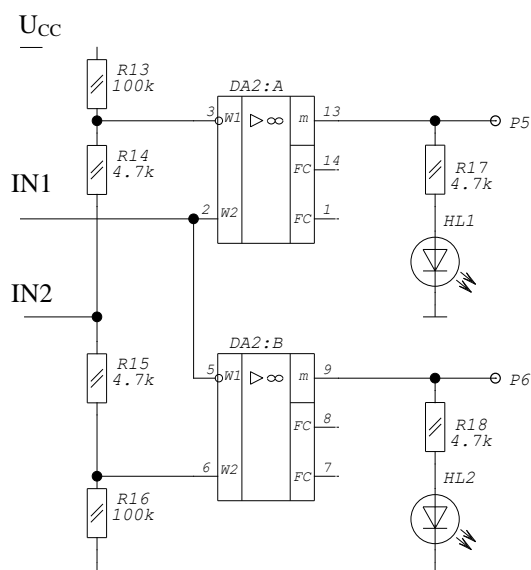 UCC
R13
100k
DA2:A
3
W1
▷∞
m
13
P5
R14
4.7k
14
FC
R17
4.7k
IN1
2
W2
FC
1
HL1
IN2
DA2:B
R15
4.7k
5
W1
▷∞
m
9
P6
8
FC
R18
4.7k
6
W2
FC
7
R16
100k
HL2